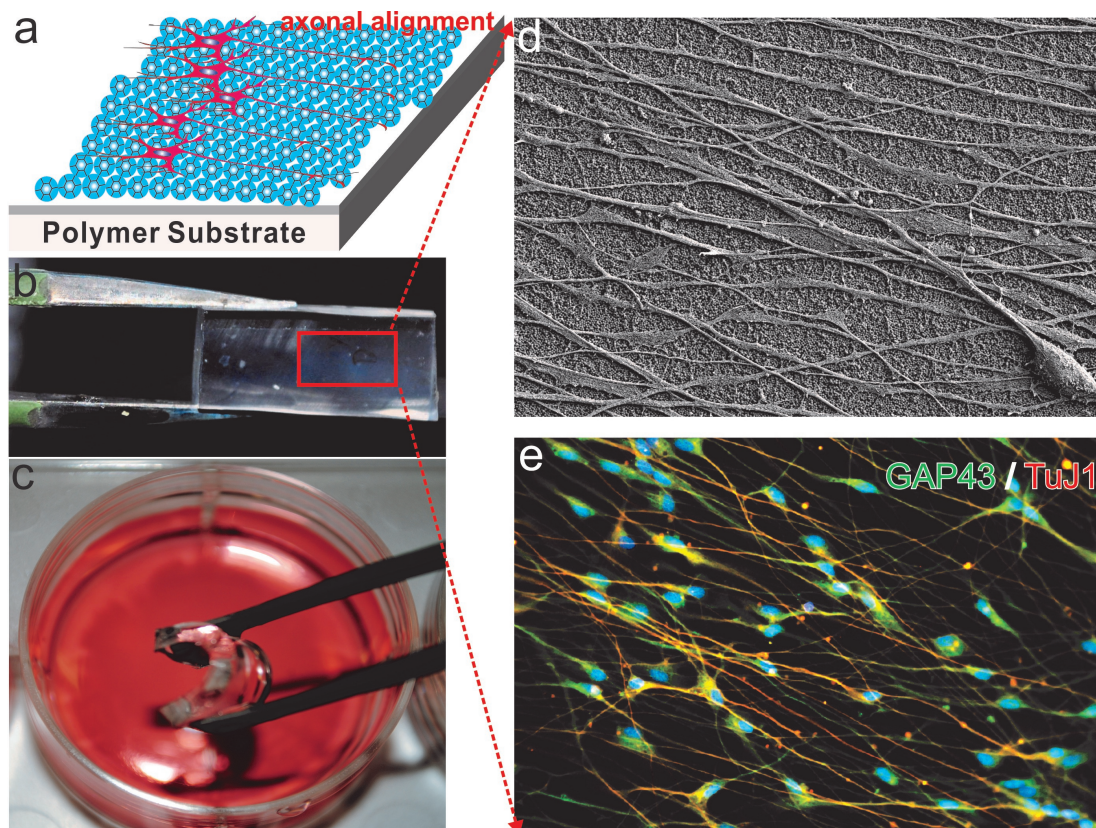 a
axonal alignment
Polymer Substrate
b
c
d
e
GAP43 / TuJ1